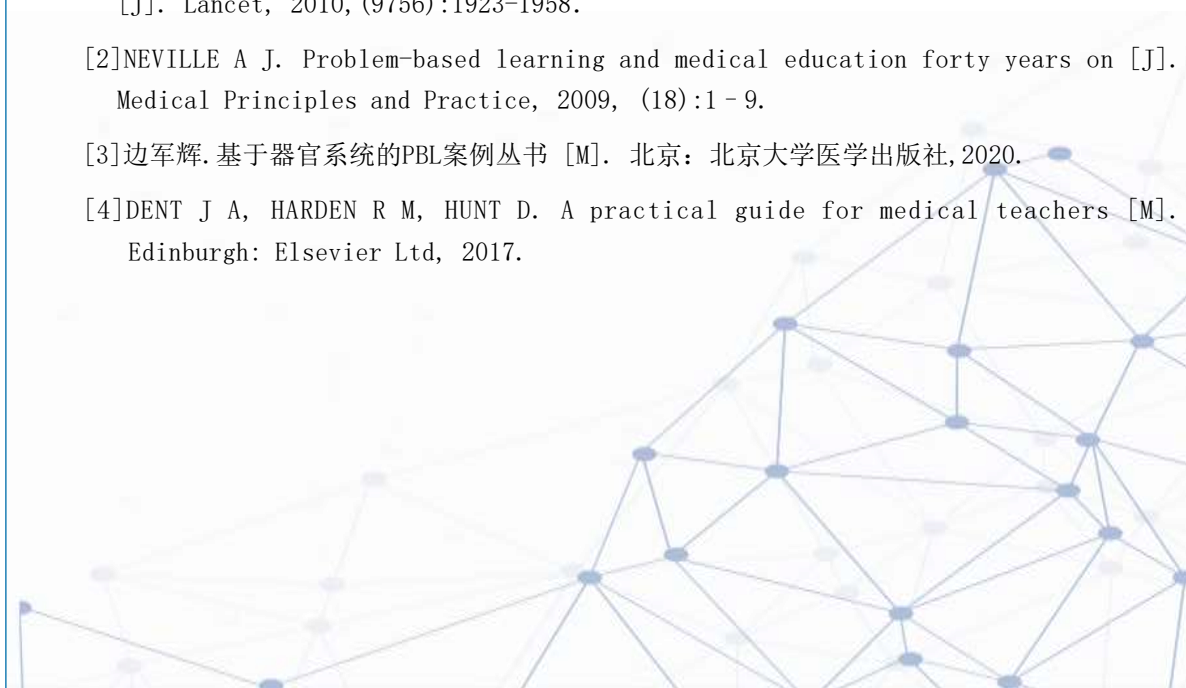 [J]. Lancet, 2010,(9756):1923-1958.
[2]NEVILLE A J. Problem-based learning and medical education forty years on [J].
Medical Principles and Practice, 2009, (18):1–9.
[3]边军辉.基于器官系统的PBL案例丛书 [M]. 北京：北京大学医学出版社,2020.
[4]DENT J A, HARDEN R M, HUNT D. A practical guide for medical teachers [M].
Edinburgh: Elsevier Ltd, 2017.